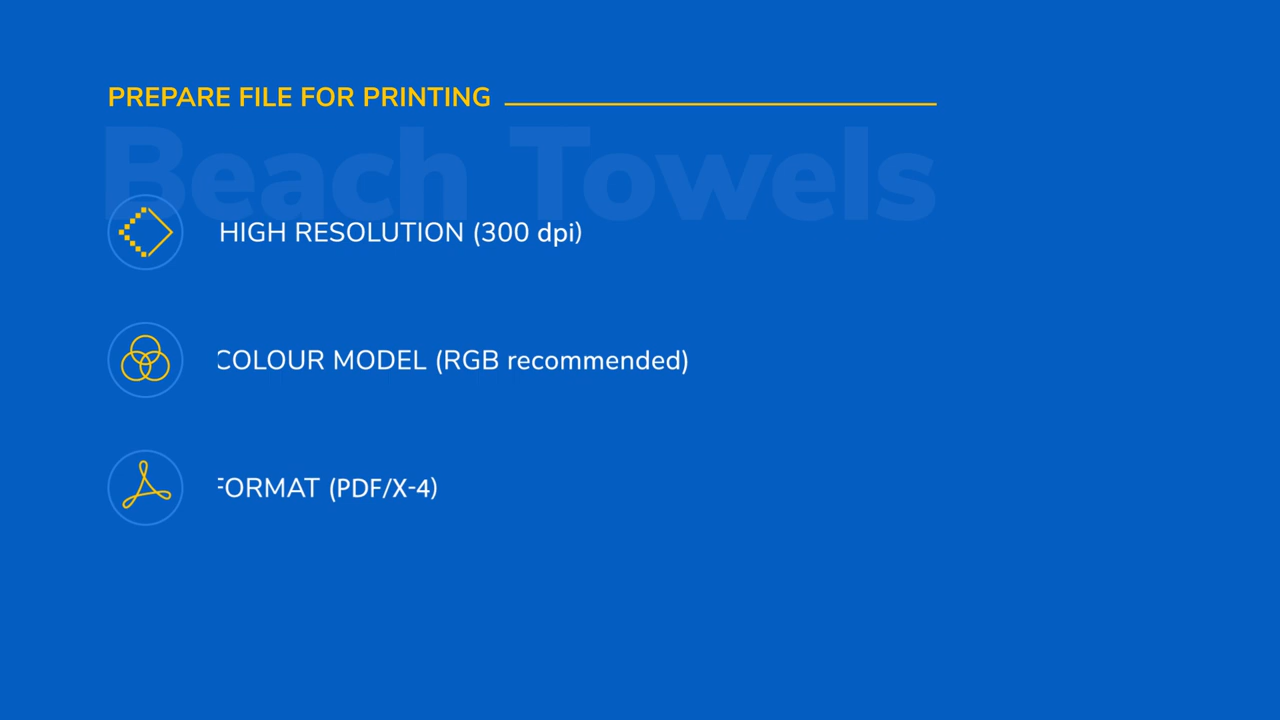 PREPARE FILE FOR PRINTING
Beach Towels
HIGH RESOLUTION (300 dpi)
COLOUR MODEL (RGB recommended)
FORMAT (PDF/X-4)